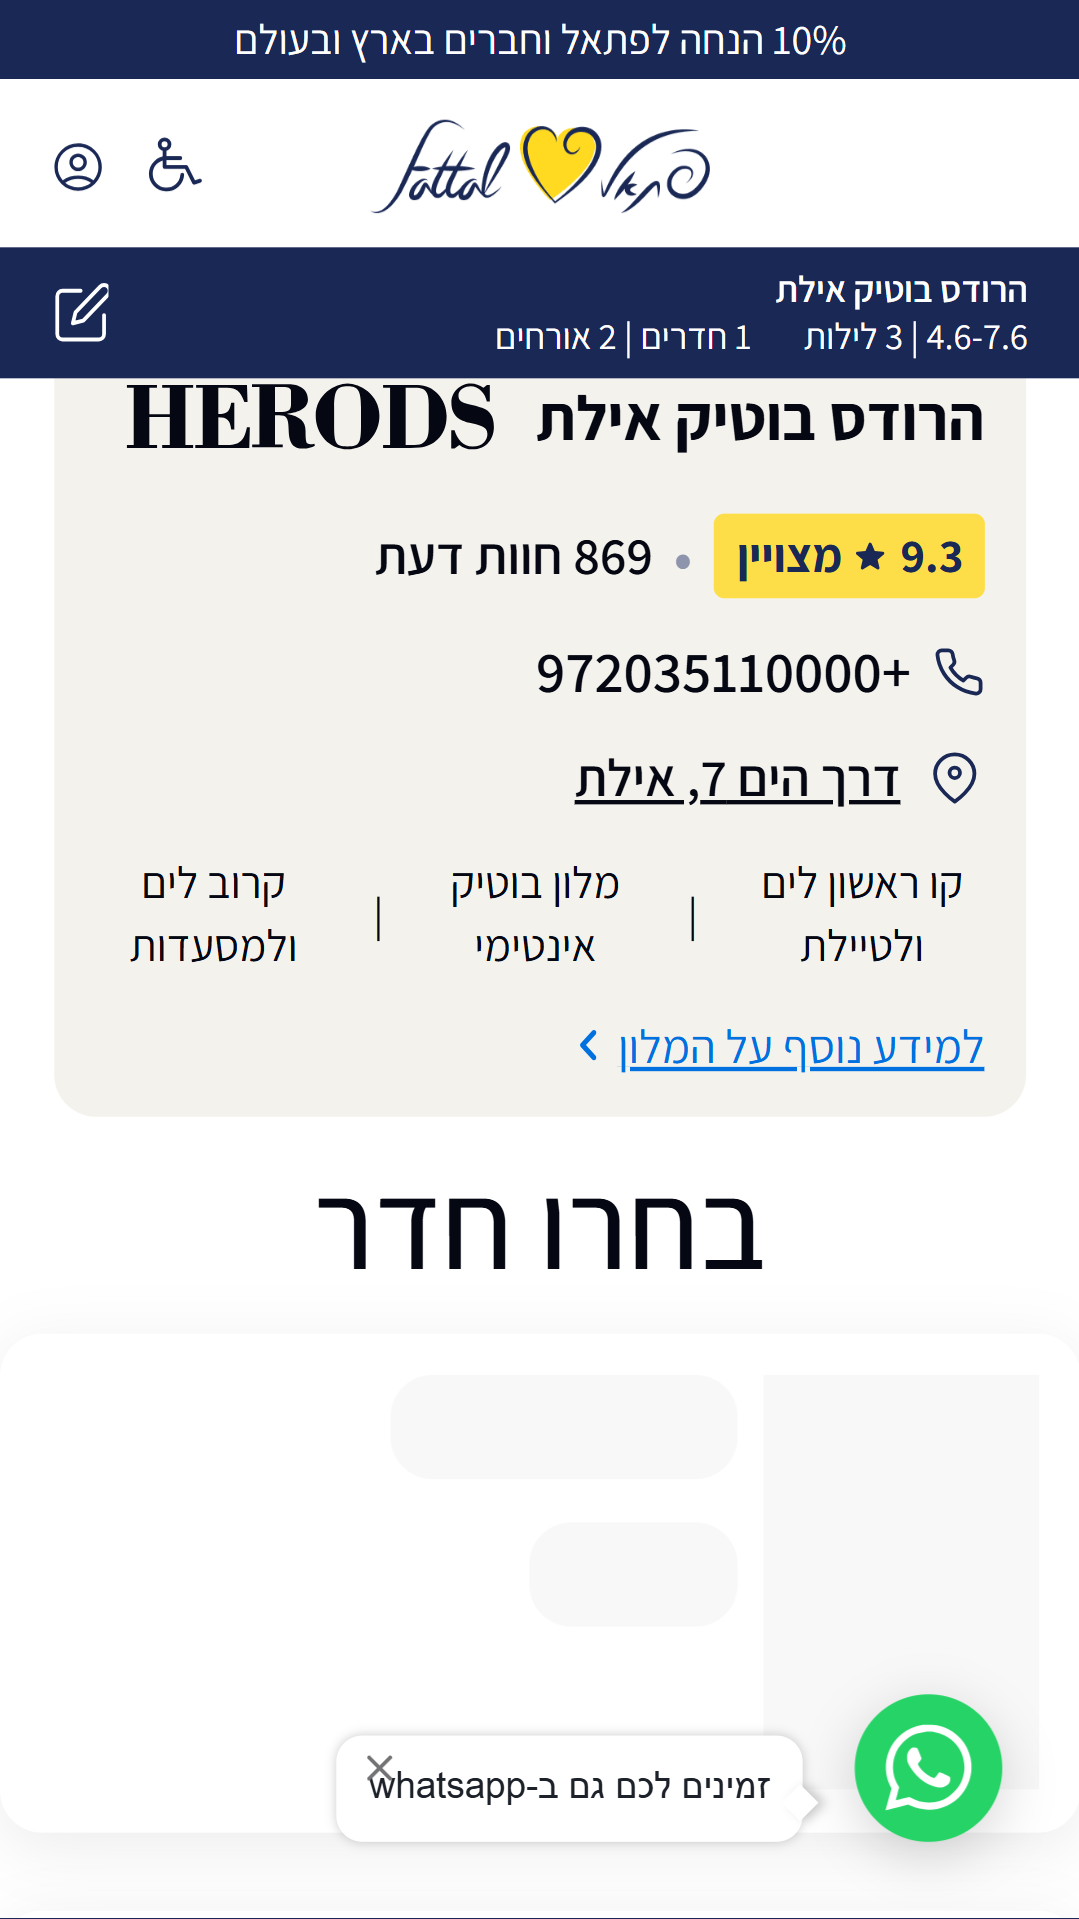 10% הנחה לפתאל וחברים בארץ ובעולם
fattal פתאל
הרודס בוטיק אילת
4.6-7.6 | 3 לילות 1 חדרים | 2 אורחים
הרודס בוטיק אילת HERODS
9.3 ★ מצויין • 869 חוות דעת
972035110000+
דרך הים 7, אילת
קו ראשון לים
ולטיילת
מלון בוטיק
אינטימי
קרוב לים
ולמסעדות
למידע נוסף על המלון
בחרו חדר
זמינים לכם גם ב-whatsapp